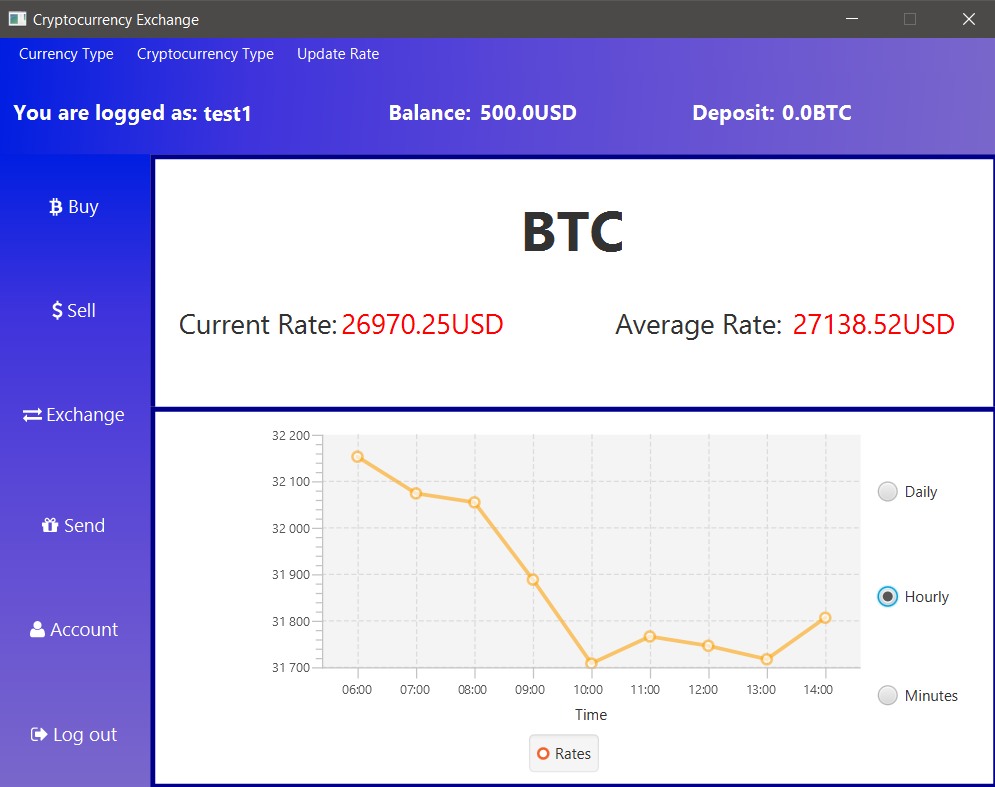 Cryptocurrency Exchange
Currency Type Cryptocurrency Type Update Rate
You are logged as: test1 Balance: 500.0USD Deposit: 0.0BTC
Buy
Sell
Exchange
Send
Account
Log out
BTC
Current Rate: 26970.25USD Average Rate: 27138.52USD
32 200
32 100
32 000
31 900
31 800
31 700
06:00 07:00 08:00 09:00 10:00 11:00 12:00 13:00 14:00
Time
Rates
Daily
Hourly
Minutes